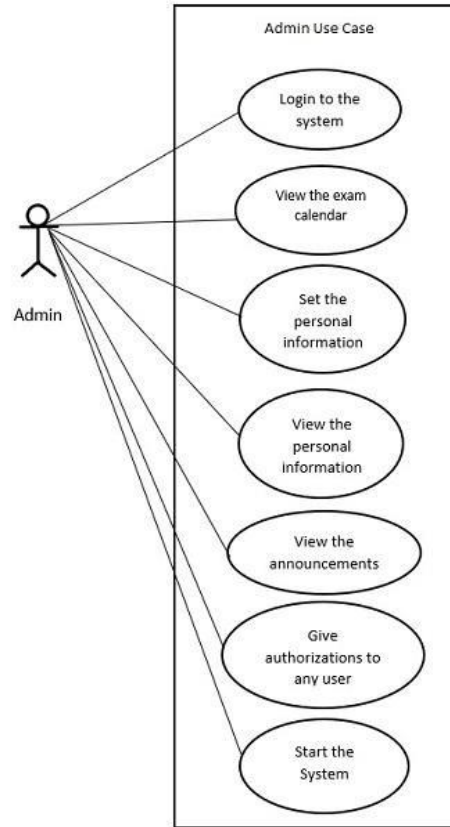 Admin Use Case
Login to the
system
View the exam
calendar
Admin
Set the
personal
information
View the
personal
information
View the
announcements
Give
authorizations to
any user
Start the
System